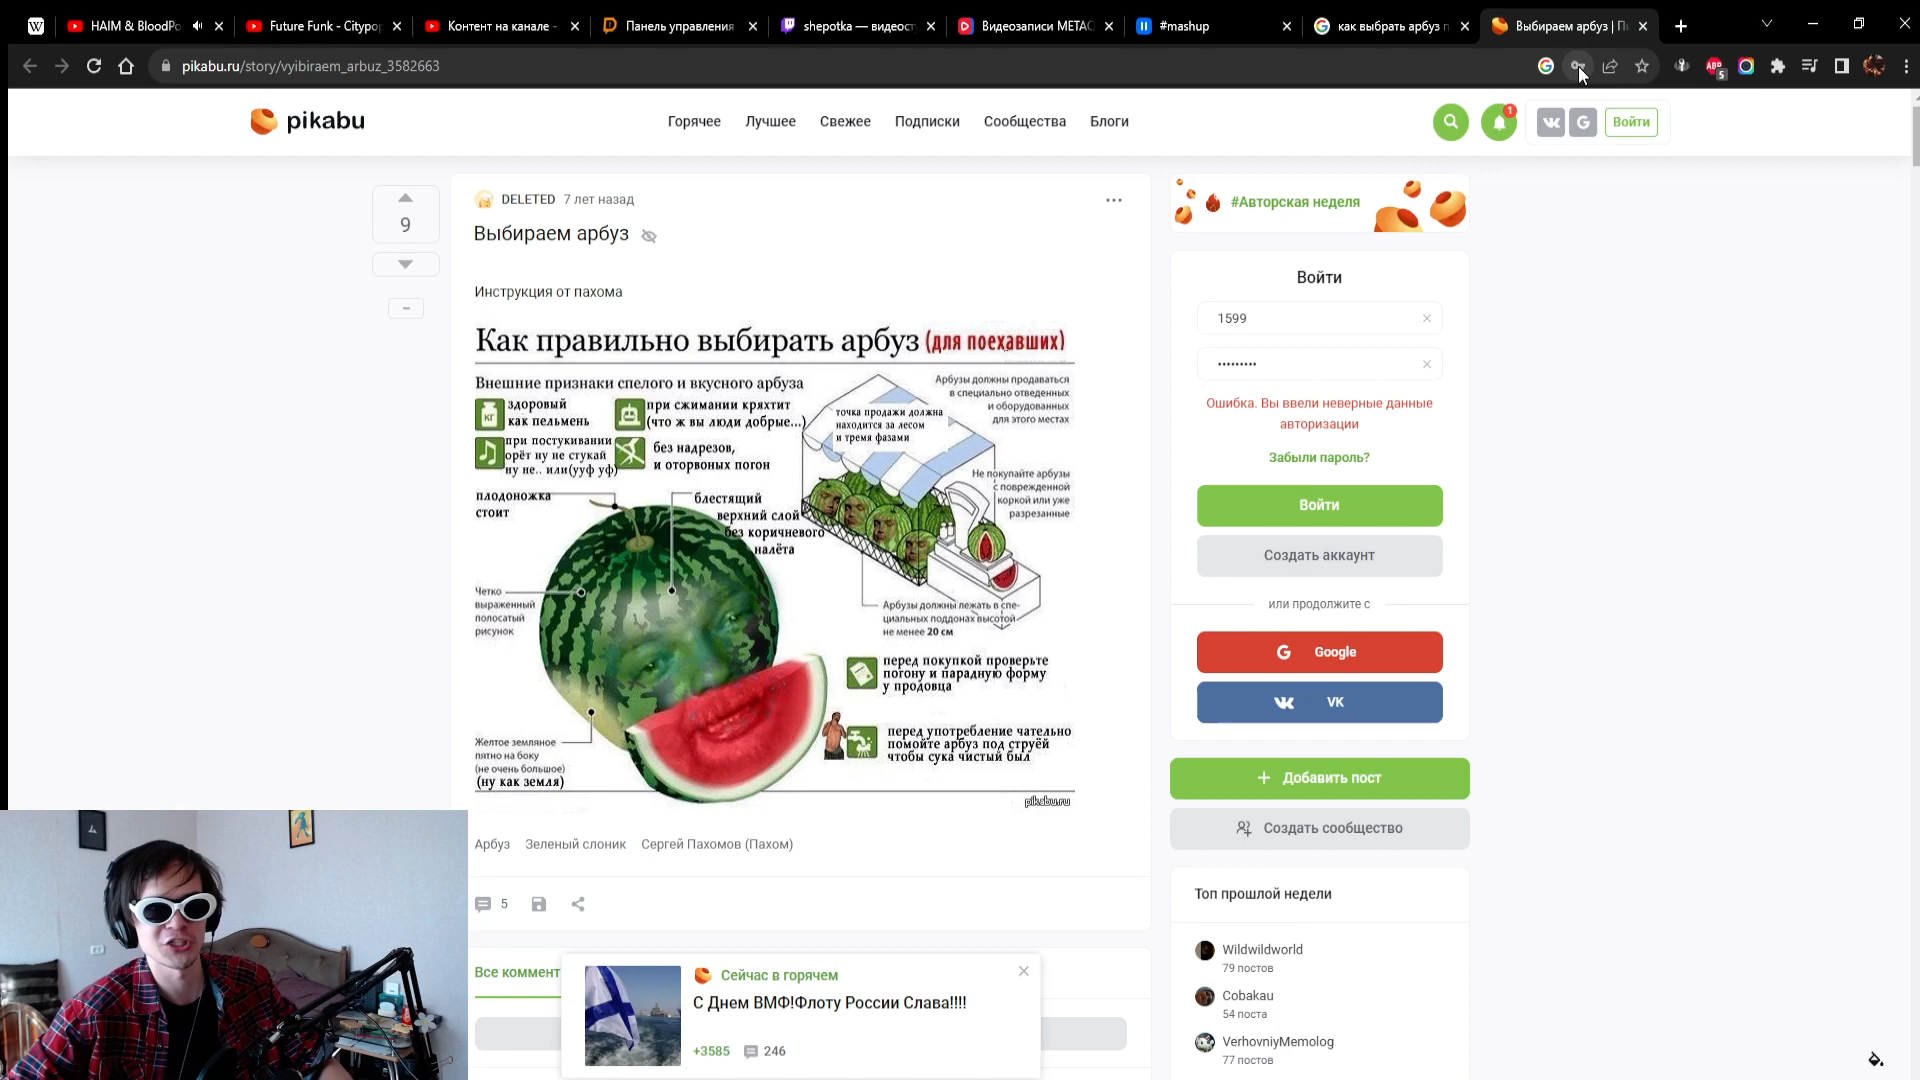 HAIM & BloodPo
Future Funk - Citypop
Контент на канале -
Панель управления
shepotka — видеост
Видеозаписи METAQ
#mashup
как выбрать арбуз п
Выбираем арбуз | Пи
pikabu.ru/story/vyibiraem_arbuz_3582663
ABP
5
pikabu
Горячее
Лучшее
Свежее
Подписки
Сообщества
Блоги
1
Войти
9
DELETED 7 лет назад
Выбираем арбуз
Инструкция от пахома
Как правильно выбирать арбуз (для поехавших)
Внешние признаки спелого и вкусного арбуза
кг
здоровый
как пельмень
при сжимании кряхтит
(что ж вы люди добрые...)
при постукивании
орёт ну не стукай
ну не.. или(ууф уф)
без надрезов,
и оторвоных погон
плодоножка
стоит
блестящий
верхний слой
без коричневого
налёта
Четко
выраженный
полосатый
рисунок
Желтое земляное
пятно на боку
(не очень большое)
(ну как земля)
точка продажи должна
находится за лесом
и тремя фазами
Арбузы должны продаваться
в специально отведенных
и оборудованных
для этого местах
Не покупайте арбузы
с поврежденной
коркой или уже
разрезанные
Арбузы должны лежать в спе-
циальных поддонах высотой
не менее 20 см
перед покупкой проверьте
погону и парадную форму
у продовца
перед употребление чательно
помойте арбуз под струёй
чтобы сука чистый был
pikabu.ru
Арбуз
Зеленый слоник
Сергей Пахомов (Пахом)
5
Все коммент
Сейчас в горячем
С Днем ВМФ!Флоту России Слава!!!!
+3585
246
#Авторская неделя
Войти
1599
•••••••••
Ошибка. Вы ввели неверные данные
авторизации
Забыли пароль?
Войти
Создать аккаунт
или продолжите с
Google
VK
Добавить пост
Создать сообщество
Топ прошлой недели
Wildwildworld
79 постов
Cobakau
54 поста
VerhovniyMemolog
77 постов